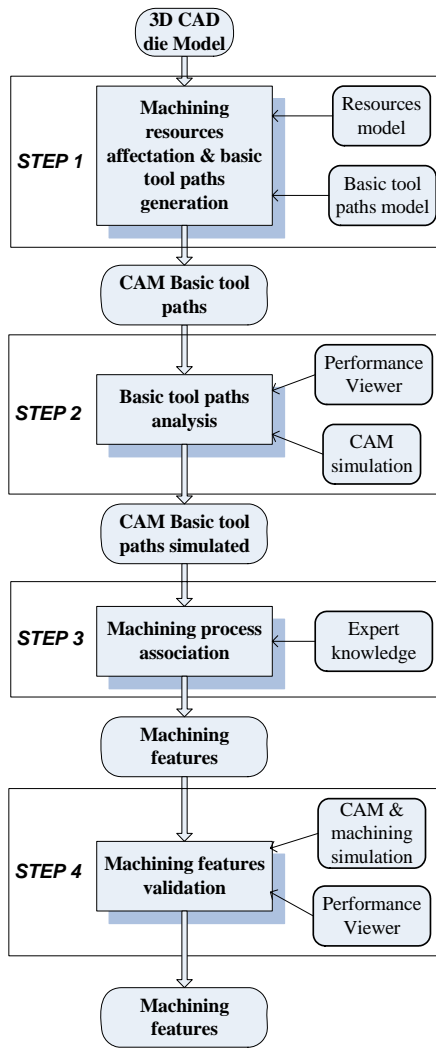 3D CAD
die Model
STEP 1
Machining
resources
affectation & basic
tool paths
generation
Resources
model
Basic tool
paths model
CAM Basic tool
paths
STEP 2
Basic tool paths
analysis
Performance
Viewer
CAM
simulation
CAM Basic tool
paths simulated
STEP 3
Machining process
association
Expert
knowledge
Machining
features
STEP 4
Machining features
validation
CAM &
machining
simulation
Performance
Viewer
Machining
features